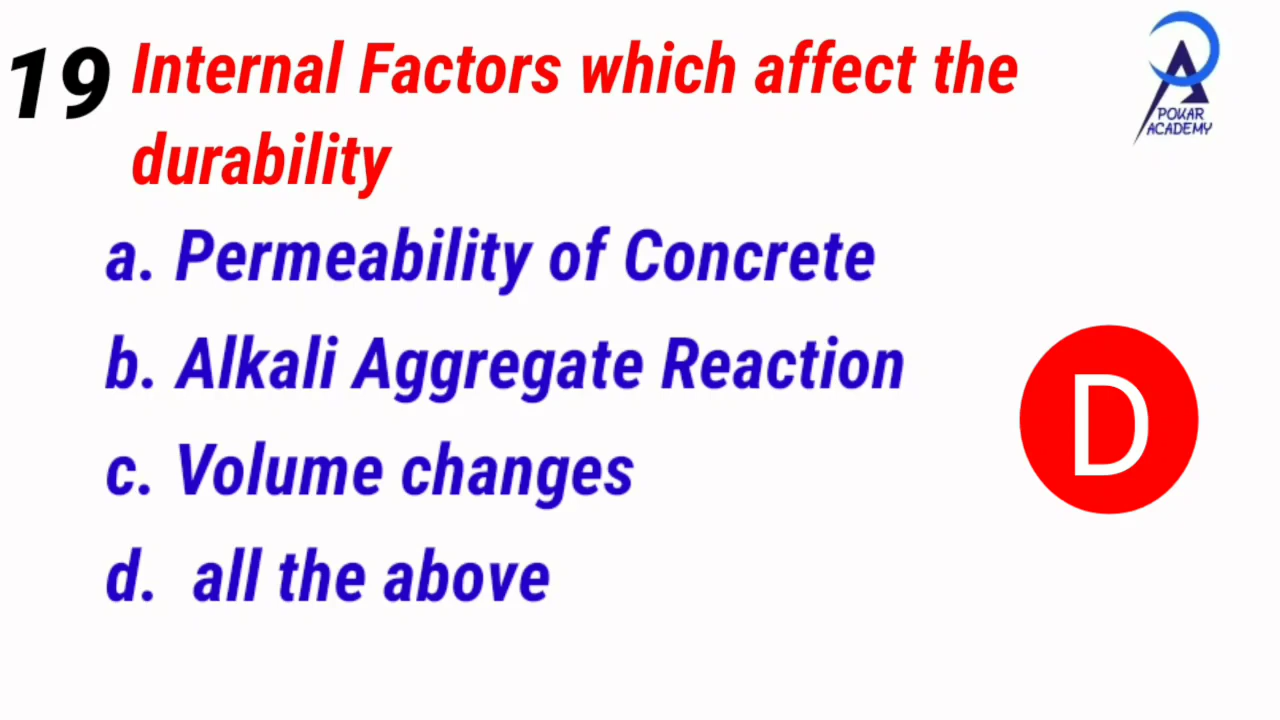 19 Internal Factors which affect the
durability
a. Permeability of Concrete
b. Alkali Aggregate Reaction
c. Volume changes
d. all the above
D
POKAR
ACADEMY